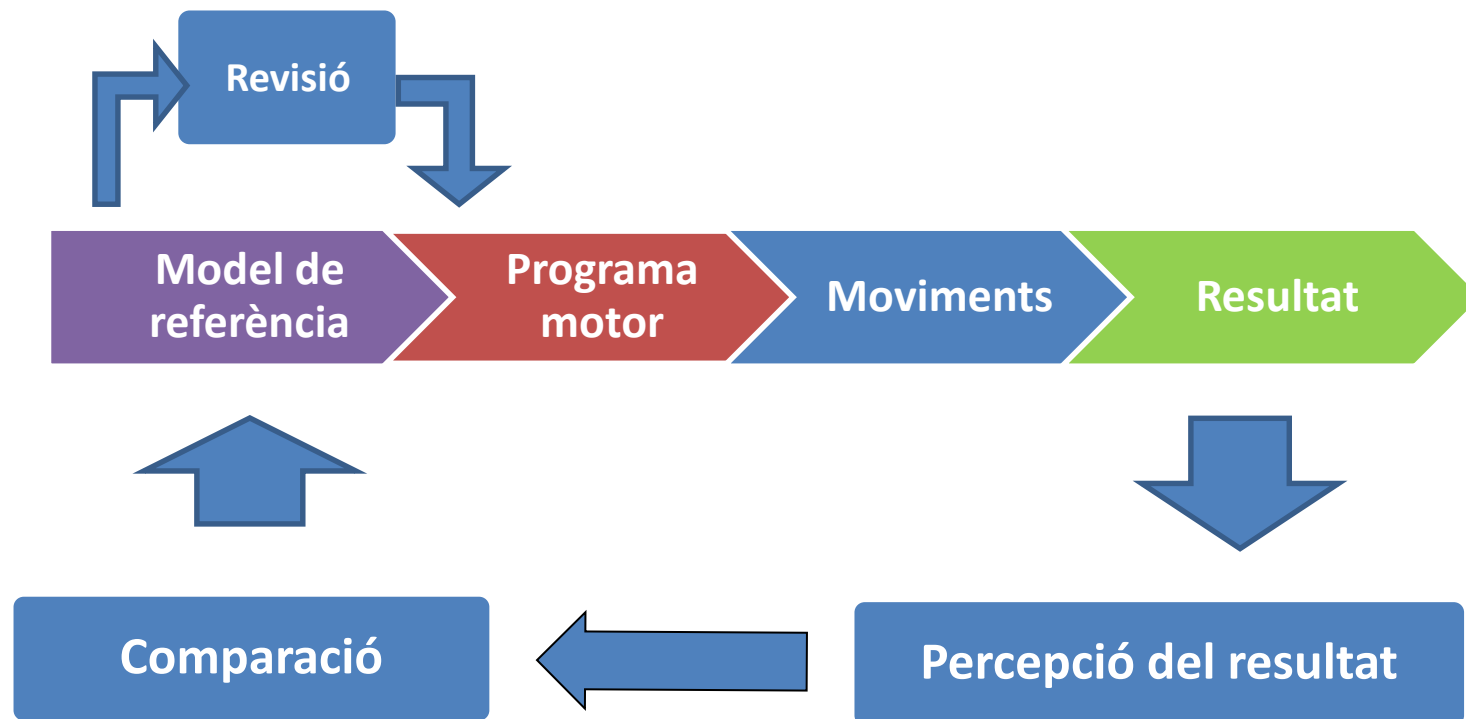 Revisió
Model de
referència
Programa
motor
Moviments
Resultat
Comparació
Percepció del resultat